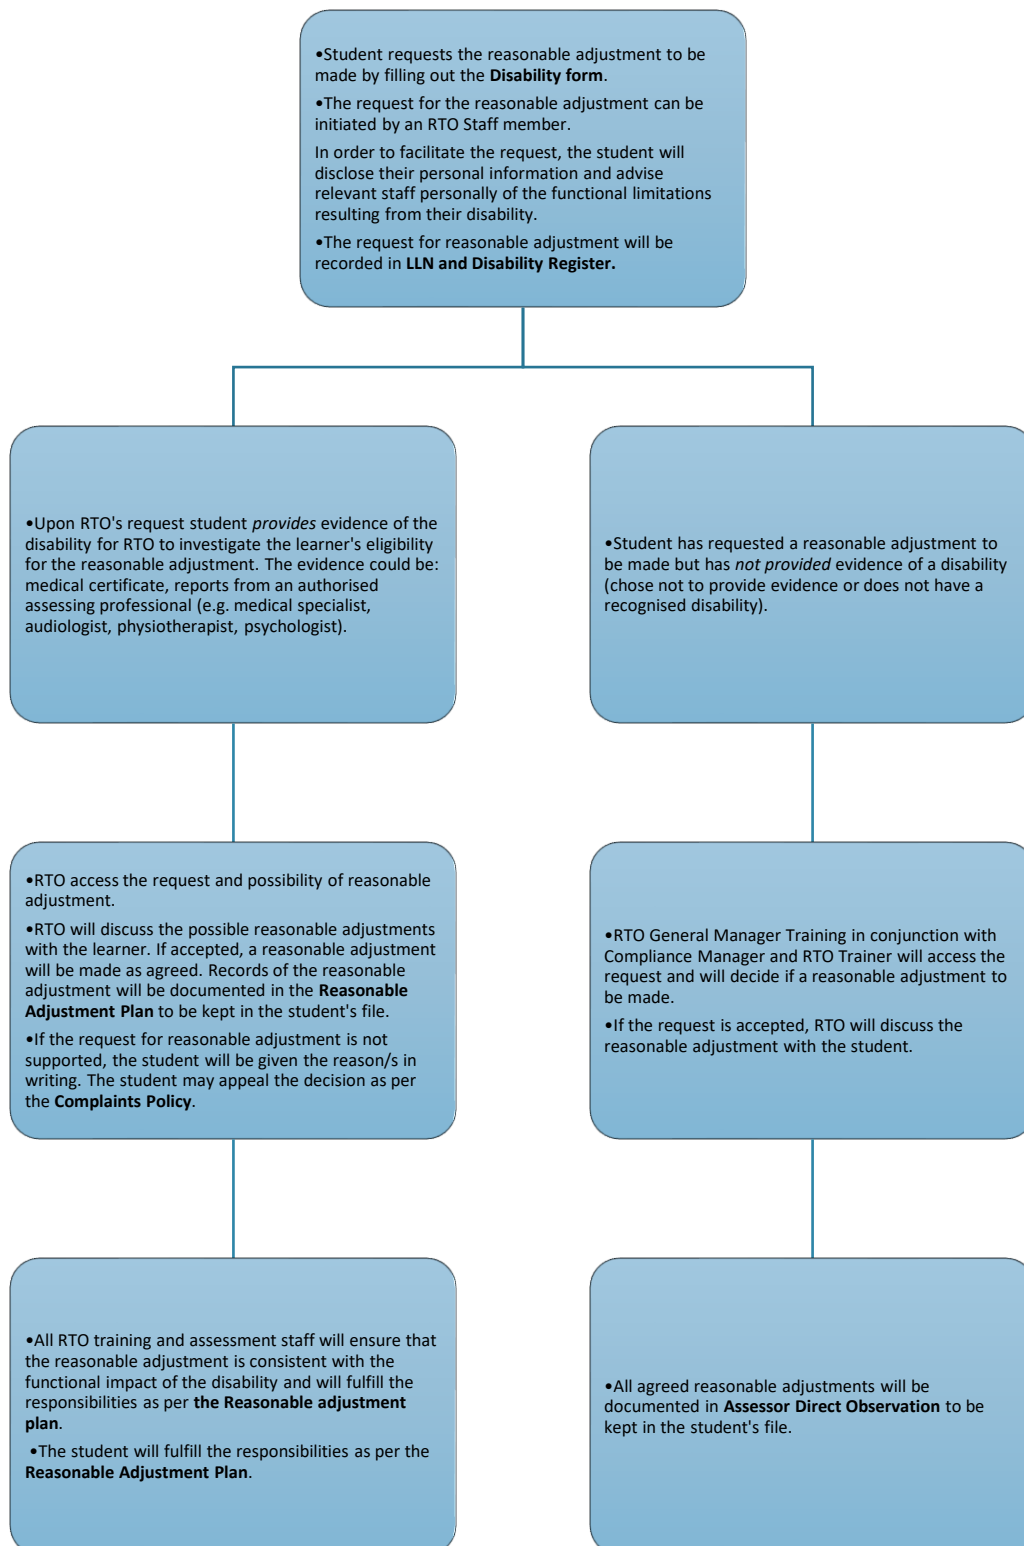 •Student requests the reasonable adjustment to be
made by filling out the Disability form.
•The request for the reasonable adjustment can be
initiated by an RTO Staff member.
In order to facilitate the request, the student will
disclose their personal information and advise
relevant staff personally of the functional limitations
resulting from their disability.
•The request for reasonable adjustment will be
recorded in LLN and Disability Register.
•Upon RTO's request student provides evidence of the
disability for RTO to investigate the learner's eligibility
for the reasonable adjustment. The evidence could be:
medical certificate, reports from an authorised
assessing professional (e.g. medical specialist,
audiologist, physiotherapist, psychologist).
•Student has requested a reasonable adjustment to
be made but has not provided evidence of a disability
(chose not to provide evidence or does not have a
recognised disability).
•RTO access the request and possibility of reasonable
adjustment.
•RTO will discuss the possible reasonable adjustments
with the learner. If accepted, a reasonable adjustment
will be made as agreed. Records of the reasonable
adjustment will be documented in the Reasonable
Adjustment Plan to be kept in the student's file.
•If the request for reasonable adjustment is not
supported, the student will be given the reason/s in
writing. The student may appeal the decision as per
the Complaints Policy.
•RTO General Manager Training in conjunction with
Compliance Manager and RTO Trainer will access the
request and will decide if a reasonable adjustment to
be made.
•If the request is accepted, RTO will discuss the
reasonable adjustment with the student.
•All RTO training and assessment staff will ensure that
the reasonable adjustment is consistent with the
functional impact of the disability and will fulfill the
responsibilities as per the Reasonable adjustment
plan.
•The student will fulfill the responsibilities as per the
Reasonable Adjustment Plan.
•All agreed reasonable adjustments will be
documented in Assessor Direct Observation to be
kept in the student's file.